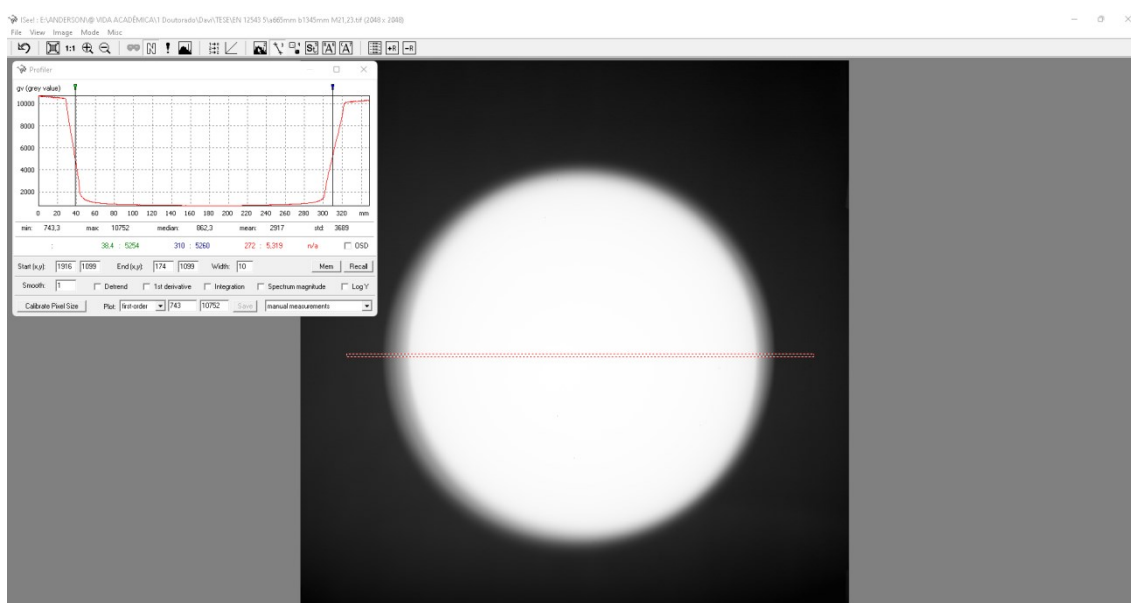 ISee! : E:\ANDERSON\@ VIDA ACADÊMICA\1 Doutorado\Davi\TESE\EN 12543 5\a665mm b1345mm M21,23.tif (2048 x 2048)
File View Image Mode Misc
1:1
+R -R
Profiler
gv (grey value)
10000
8000
6000
4000
2000
0 20 40 60 80 100 120 140 160 180 200 220 240 260 280 300 320 mm
min: 743,3 max: 10752 median: 862,3 mean: 2917 std: 3689
: 38,4 : 5254 310 : 5260 272 : 5,319 n/a OSD
Start (x,y): 1916 1099 End (x,y): 174 1099 Width: 10 Mem Recall
Smooth: 1 Detrend 1st derivative Integration Spectrum magnitude Log Y
Calibrate Pixel Size Plot: first-order 743 10752 Save manual measurements